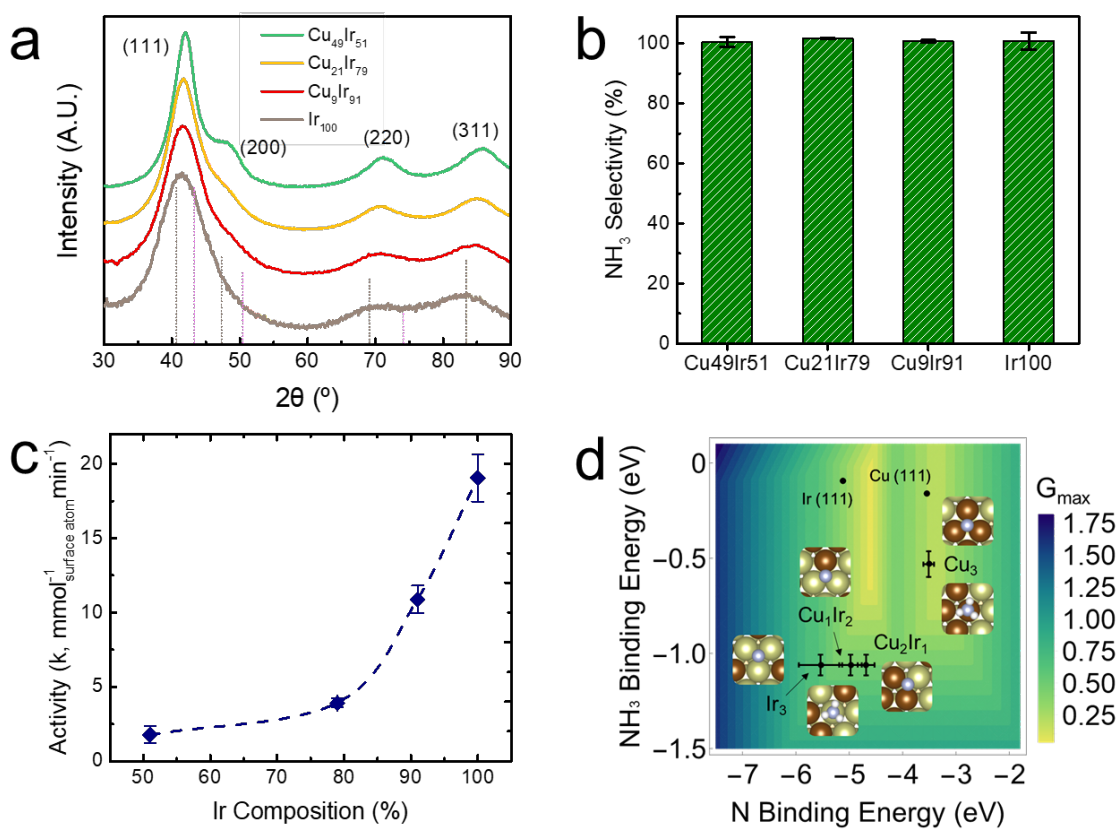 a
Intensity (A.U.)
(111)
Cu₄₉Ir₅₁
Cu₂₁Ir₇₉
Cu₉Ir₉₁
Ir₁₀₀
(200)
(220)
(311)
30 40 50 60 70 80 90
2θ (º)
b
NH₃ Selectivity (%)
100
80
60
40
20
0
Cu49Ir51 Cu21Ir79 Cu9Ir91 Ir100
c
Activity (k, mmol⁻¹surface atom min⁻¹)
20
15
10
5
0
50 60 70 80 90 100
Ir Composition (%)
d
NH₃ Binding Energy (eV)
0
−0.5
−1.0
−1.5
Ir (111)
Cu (111)
Cu₃
Cu₁Ir₂
Cu₂Ir₁
Ir₃
−7 −6 −5 −4 −3 −2
N Binding Energy (eV)
Gmax
1.75
1.50
1.25
1.00
0.75
0.50
0.25